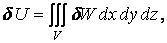 δU = ∭_V δW dx dy dz,